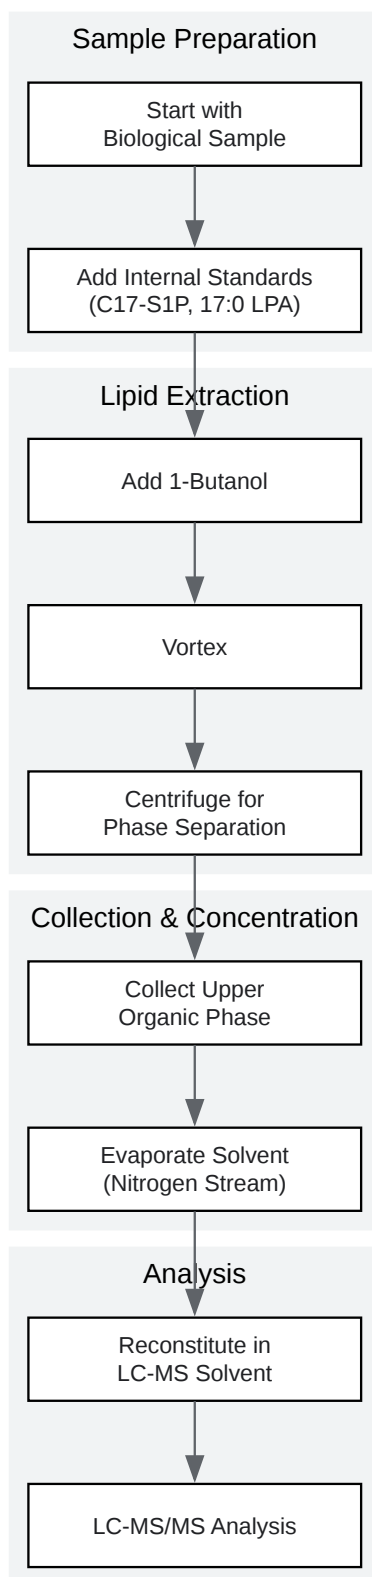 Sample Preparation
Start with
Biological Sample
Add Internal Standards
(C17-S1P, 17:0 LPA)
Lipid Extraction
Add 1-Butanol
Vortex
Centrifuge for
Phase Separation
Collection & Concentration
Collect Upper
Organic Phase
Evaporate Solvent
(Nitrogen Stream)
Analysis
Reconstitute in
LC-MS Solvent
LC-MS/MS Analysis